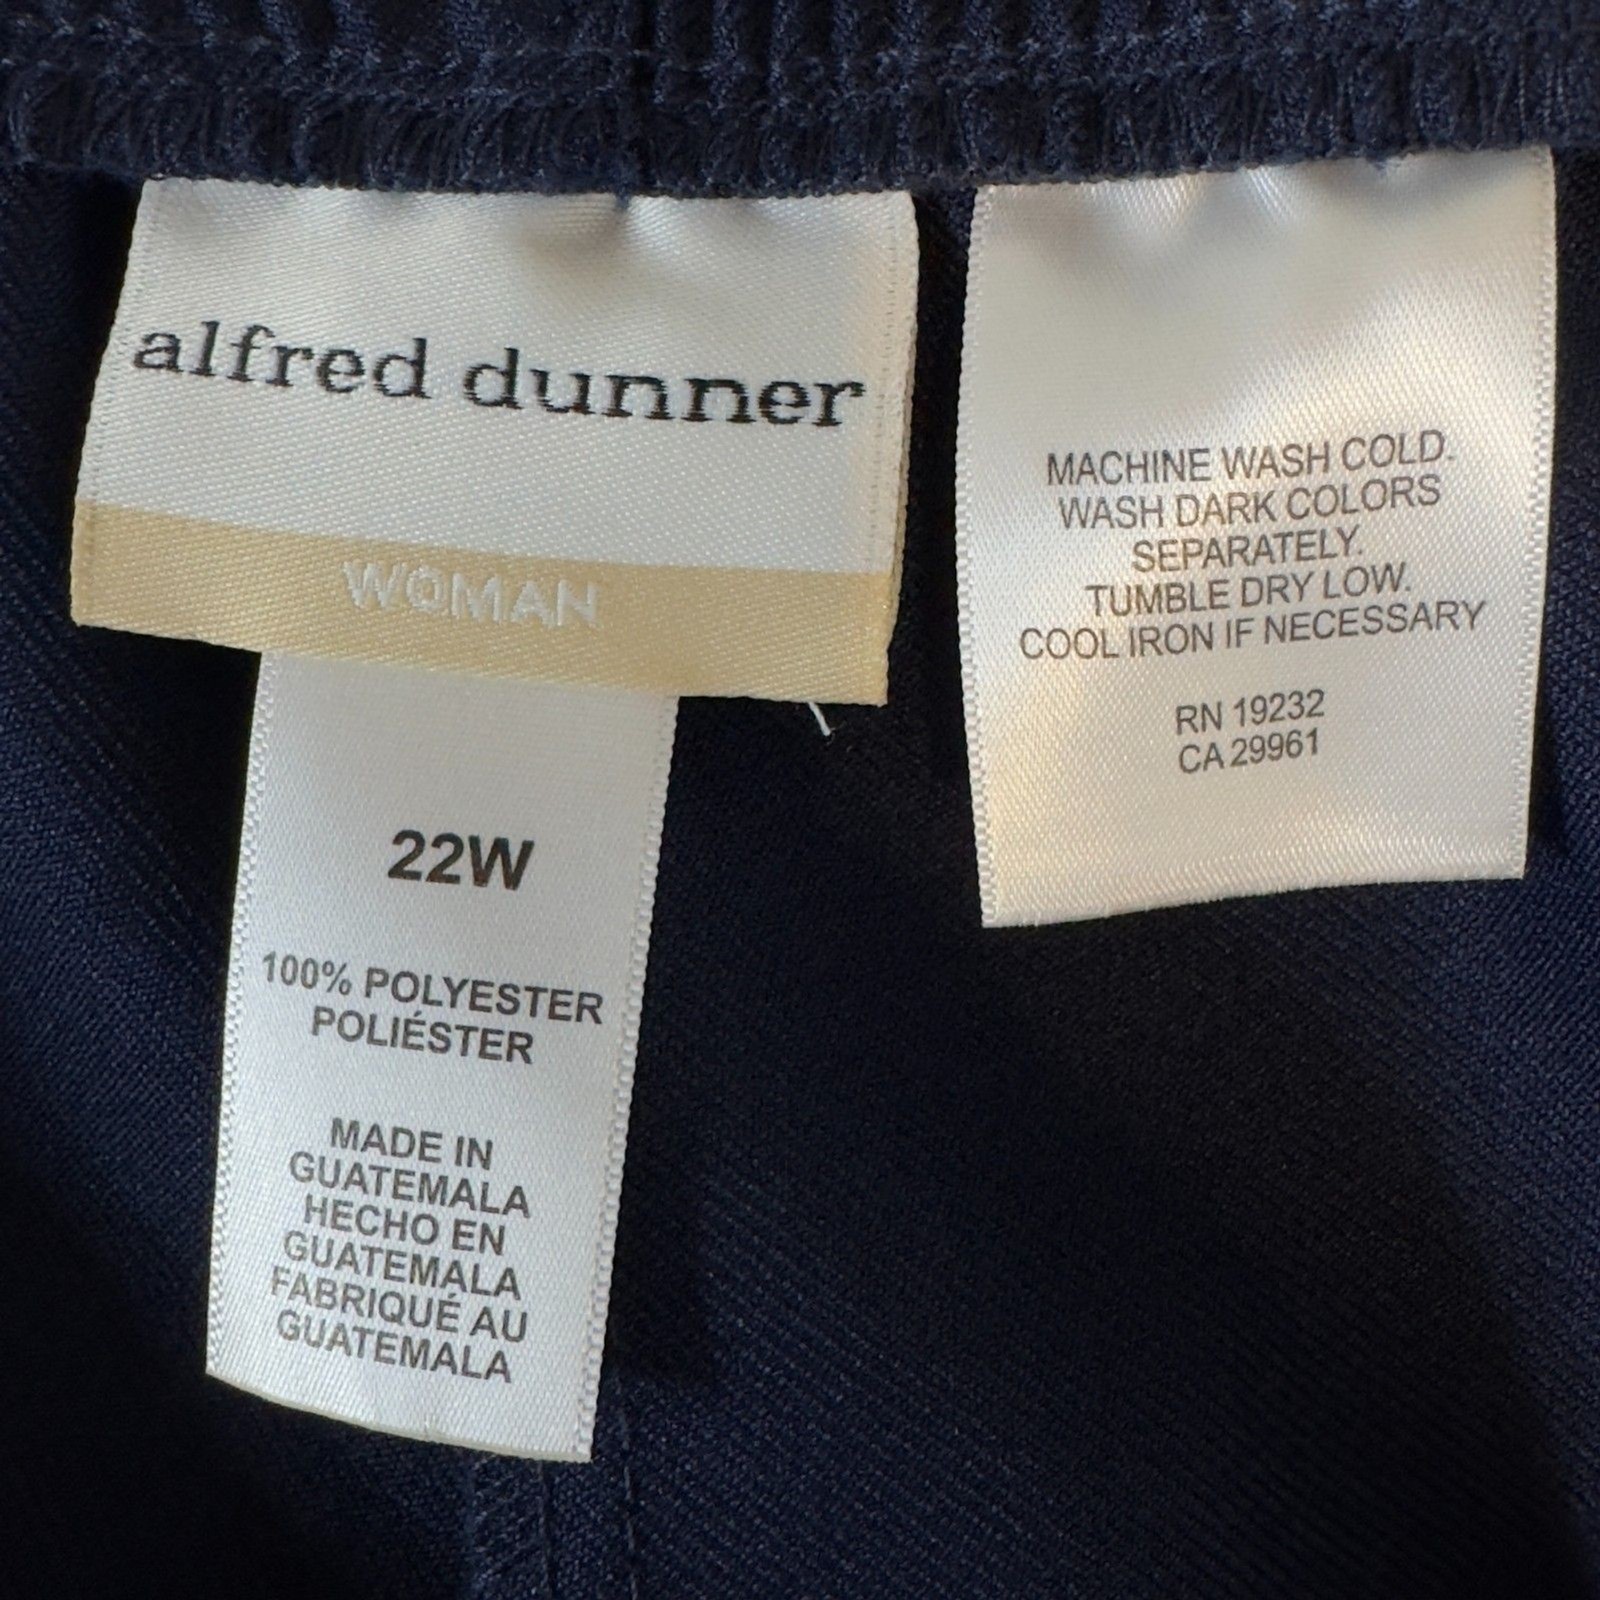 alfred dunner
WOMAN
22W
100% POLYESTER
POLIÉSTER
MADE IN
GUATEMALA
HECHO EN
GUATEMALA
FABRIQUÉ AU
GUATEMALA
MACHINE WASH COLD.
WASH DARK COLORS
SEPARATELY.
TUMBLE DRY LOW.
COOL IRON IF NECESSARY
RN 19232
CA 29961